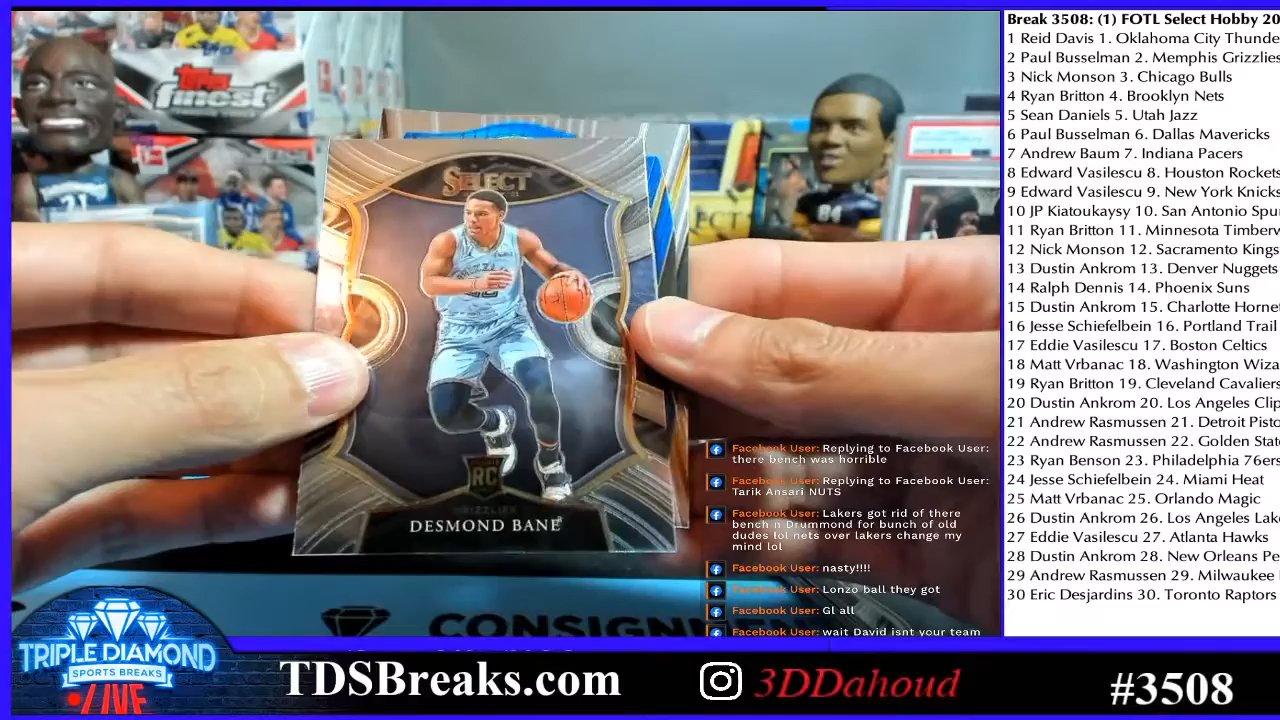 Break 3508: (1) FOTL Select Hobby 20
1 Reid Davis 1. Oklahoma City Thunde
2 Paul Busselman 2. Memphis Grizzlies
3 Nick Monson 3. Chicago Bulls
4 Ryan Britton 4. Brooklyn Nets
5 Sean Daniels 5. Utah Jazz
6 Paul Busselman 6. Dallas Mavericks
7 Andrew Baum 7. Indiana Pacers
8 Edward Vasilescu 8. Houston Rockets
9 Edward Vasilescu 9. New York Knicks
10 JP Kiatoukaysy 10. San Antonio Spu
11 Ryan Britton 11. Minnesota Timberv
12 Nick Monson 12. Sacramento Kings
13 Dustin Ankrom 13. Denver Nuggets
14 Ralph Dennis 14. Phoenix Suns
15 Dustin Ankrom 15. Charlotte Horne
16 Jesse Schiefelbein 16. Portland Trail
17 Eddie Vasilescu 17. Boston Celtics
18 Matt Vrbanac 18. Washington Wiza
19 Ryan Britton 19. Cleveland Cavaliers
20 Dustin Ankrom 20. Los Angeles Clip
21 Andrew Rasmussen 21. Detroit Pisto
22 Andrew Rasmussen 22. Golden Stat
23 Ryan Benson 23. Philadelphia 76ers
24 Jesse Schiefelbein 24. Miami Heat
25 Matt Vrbanac 25. Orlando Magic
26 Dustin Ankrom 26. Los Angeles Lak
27 Eddie Vasilescu 27. Atlanta Hawks
28 Dustin Ankrom 28. New Orleans Pe
29 Andrew Rasmussen 29. Milwaukee
30 Eric Desjardins 30. Toronto Raptors
Topps
finest
21
84
SELECT
RC
GRIZZLIES
DESMOND BANE
Facebook User: Replying to Facebook User:
there bench was horrible
Facebook User: Replying to Facebook User:
Tarik Ansari NUTS
Facebook User: Lakers got rid of there
bench n Drummond for bunch of old
dudes lol nets over lakers change my
mind lol
Facebook User: nasty!!!!
Facebook User: Lonzo ball they got
Facebook User: Gl all
Facebook User: wait David isnt your team
CONSIGNM
TRIPLE DIAMOND
SPORTS BREAKS
LIVE
TDSBreaks.com
3DDahoud
#3508